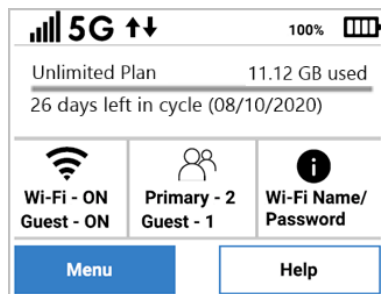 5G 100%
Unlimited Plan 11.12 GB used
26 days left in cycle (08/10/2020)
Wi-Fi - ON
Guest - ON
Primary - 2
Guest - 1
Wi-Fi Name/
Password
Menu Help